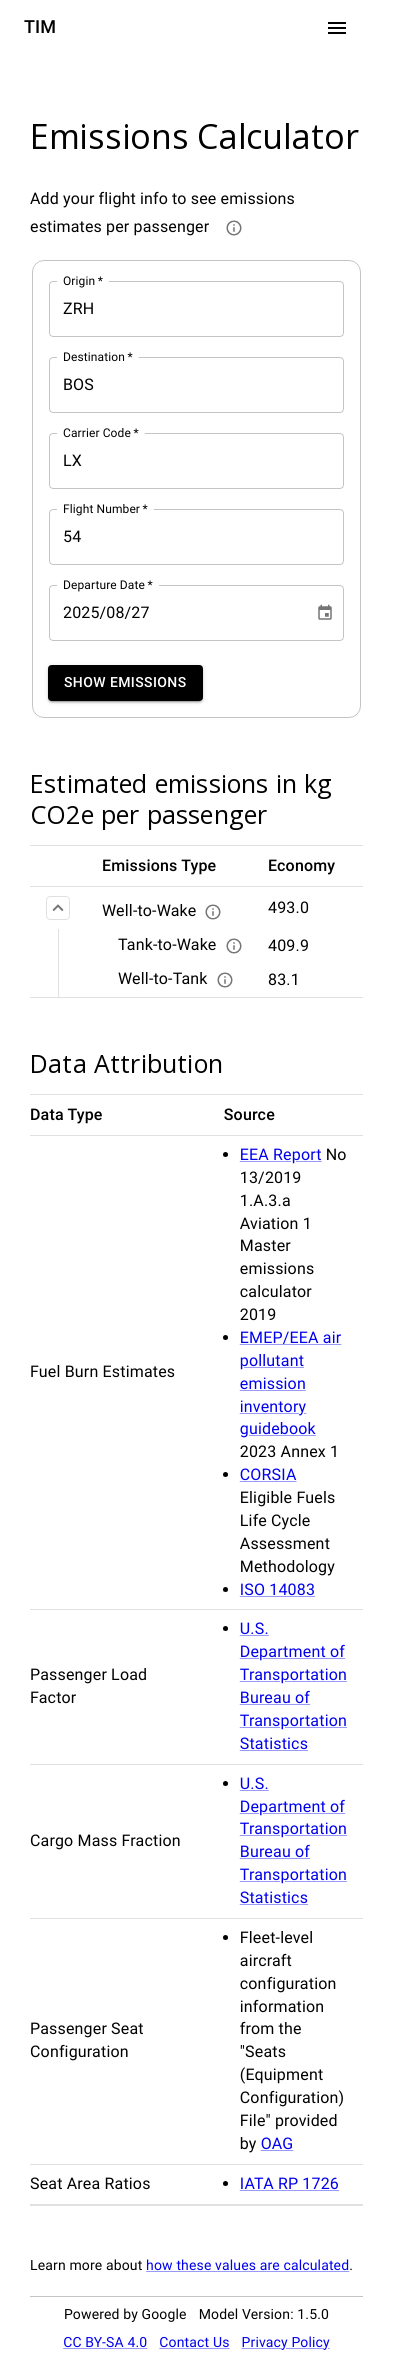 TIM
Emissions Calculator
Add your flight info to see emissions
estimates per passenger
Origin *
ZRH
Destination *
BOS
Carrier Code *
LX
Flight Number *
54
Departure Date *
2025/08/27
SHOW EMISSIONS
Estimated emissions in kg
CO2e per passenger
Emissions Type Economy
Well-to-Wake 493.0
Tank-to-Wake 409.9
Well-to-Tank 83.1
Data Attribution
Data Type Source
Fuel Burn Estimates
• EEA Report No
13/2019
1.A.3.a
Aviation 1
Master
emissions
calculator
2019
• EMEP/EEA air
pollutant
emission
inventory
guidebook
2023 Annex 1
• CORSIA
Eligible Fuels
Life Cycle
Assessment
Methodology
• ISO 14083
Passenger Load
Factor
• U.S.
Department of
Transportation
Bureau of
Transportation
Statistics
Cargo Mass Fraction
• U.S.
Department of
Transportation
Bureau of
Transportation
Statistics
Passenger Seat
Configuration
• Fleet-level
aircraft
configuration
information
from the
"Seats
(Equipment
Configuration)
File" provided
by OAG
Seat Area Ratios
• IATA RP 1726
Learn more about how these values are calculated.
Powered by Google Model Version: 1.5.0
CC BY-SA 4.0 Contact Us Privacy Policy